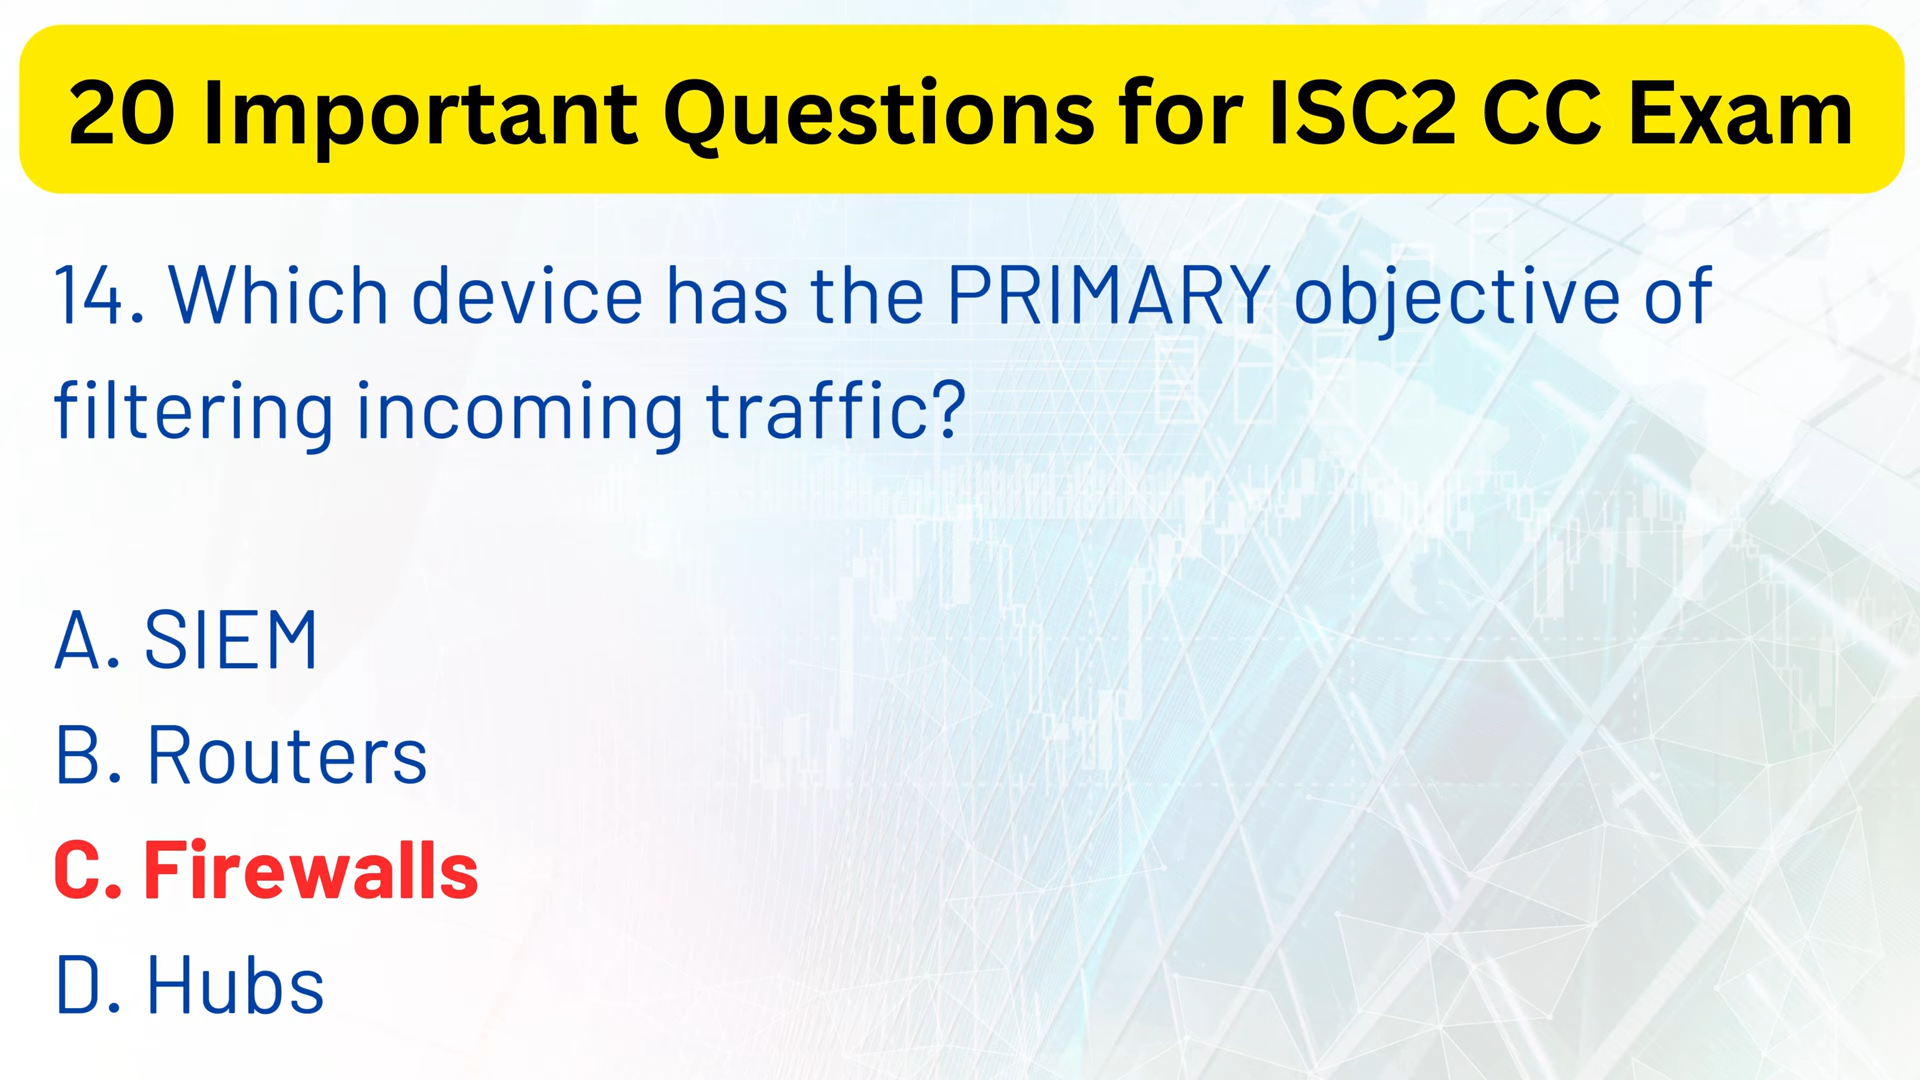 20 Important Questions for ISC2 CC Exam
14. Which device has the PRIMARY objective of
filtering incoming traffic?
A. SIEM
B. Routers
C. Firewalls
D. Hubs